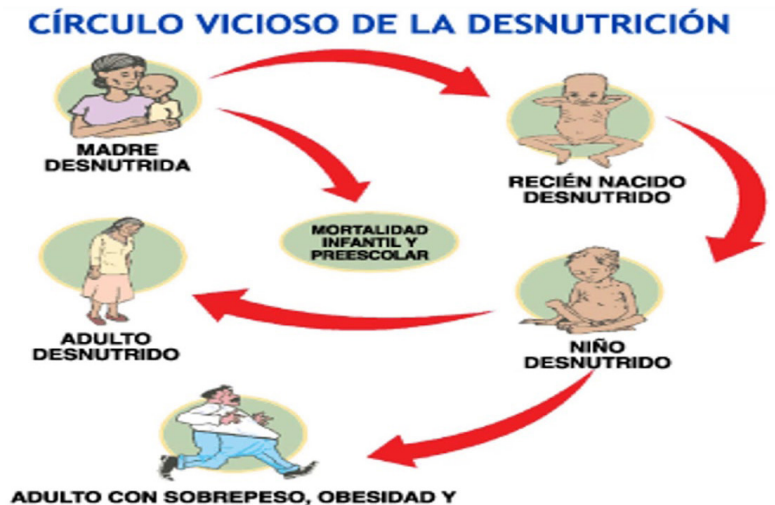 CÍRCULO VICIOSO DE LA DESNUTRICIÓN
MADRE
DESNUTRIDA
RECIÉN NACIDO
DESNUTRIDO
MORTALIDAD
INFANTIL Y
PREESCOLAR
ADULTO
DESNUTRIDO
NIÑO
DESNUTRIDO
ADULTO CON SOBREPESO, OBESIDAD Y